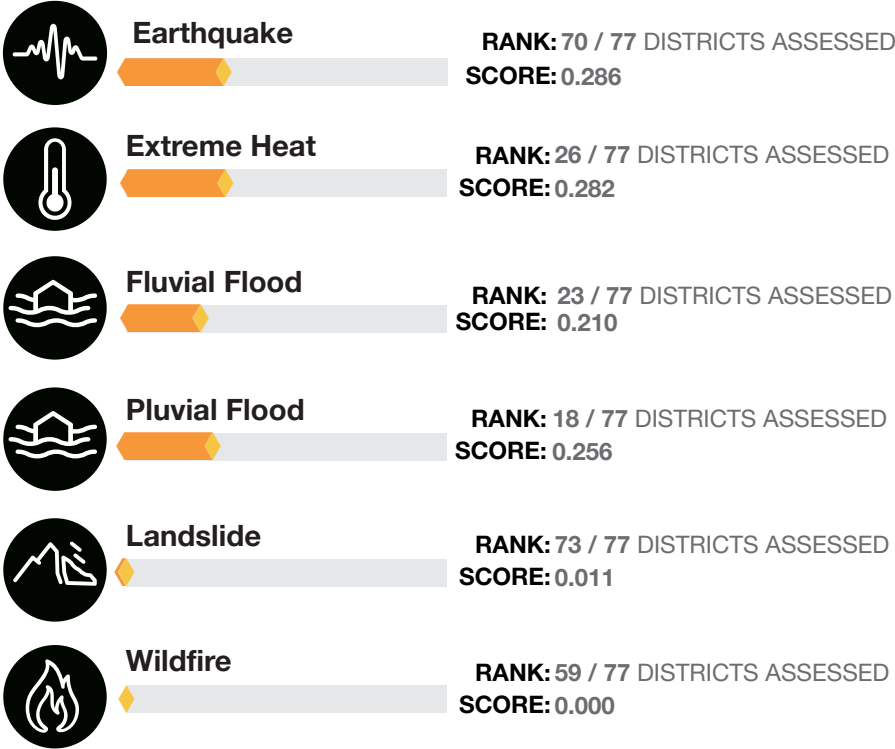 Earthquake
RANK: 70 / 77 DISTRICTS ASSESSED
SCORE: 0.286
Extreme Heat
RANK: 26 / 77 DISTRICTS ASSESSED
SCORE: 0.282
Fluvial Flood
RANK: 23 / 77 DISTRICTS ASSESSED
SCORE: 0.210
Pluvial Flood
RANK: 18 / 77 DISTRICTS ASSESSED
SCORE: 0.256
Landslide
RANK: 73 / 77 DISTRICTS ASSESSED
SCORE: 0.011
Wildfire
RANK: 59 / 77 DISTRICTS ASSESSED
SCORE: 0.000